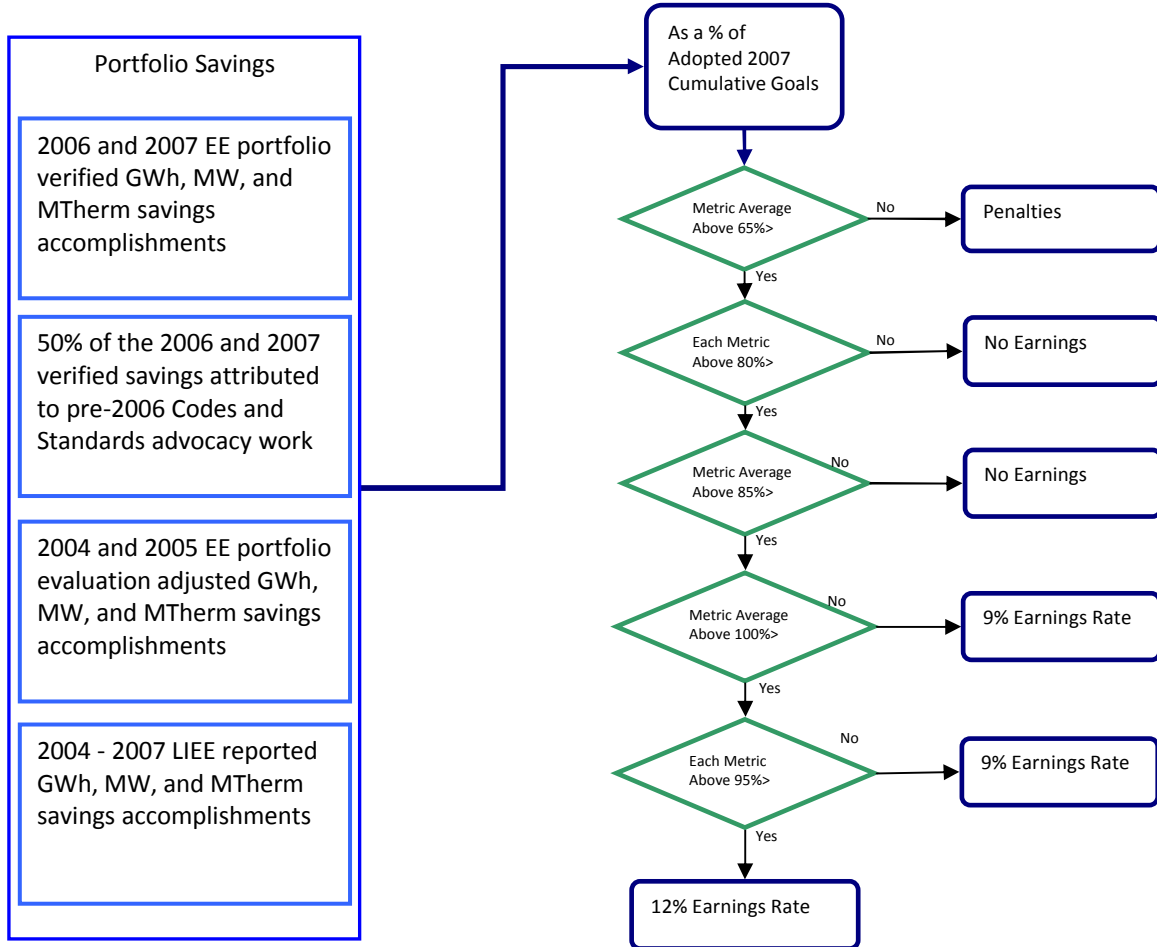 Portfolio Savings
2006 and 2007 EE portfolio
verified GWh, MW, and
MTherm savings
accomplishments
50% of the 2006 and 2007
verified savings attributed
to pre-2006 Codes and
Standards advocacy work
2004 and 2005 EE portfolio
evaluation adjusted GWh,
MW, and MTherm savings
accomplishments
2004 - 2007 LIEE reported
GWh, MW, and MTherm
savings accomplishments
As a % of
Adopted 2007
Cumulative Goals
Metric Average
Above 65%>
No
Penalties
Yes
Each Metric
Above 80%>
No
No Earnings
Yes
Metric Average
Above 85%>
No
No Earnings
Yes
Metric Average
Above 100%>
No
9% Earnings Rate
Yes
Each Metric
Above 95%>
No
9% Earnings Rate
Yes
12% Earnings Rate